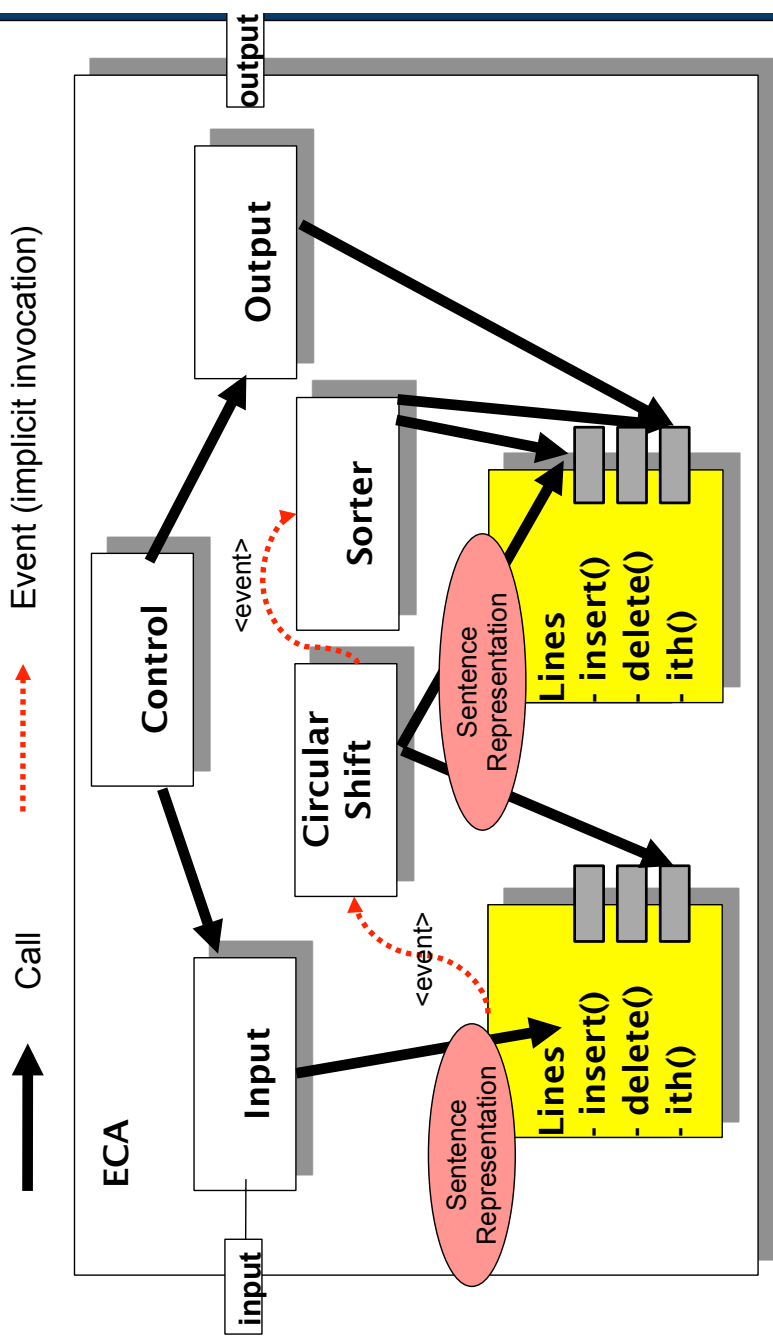 Call
Event (implicit invocation)
ECA
input
output
Control
Input
Output
Circular
Shift
Sorter
<event>
<event>
Sentence
Representation
Sentence
Representation
Lines
- insert()
- delete()
- ith()
Lines
- insert()
- delete()
- ith()